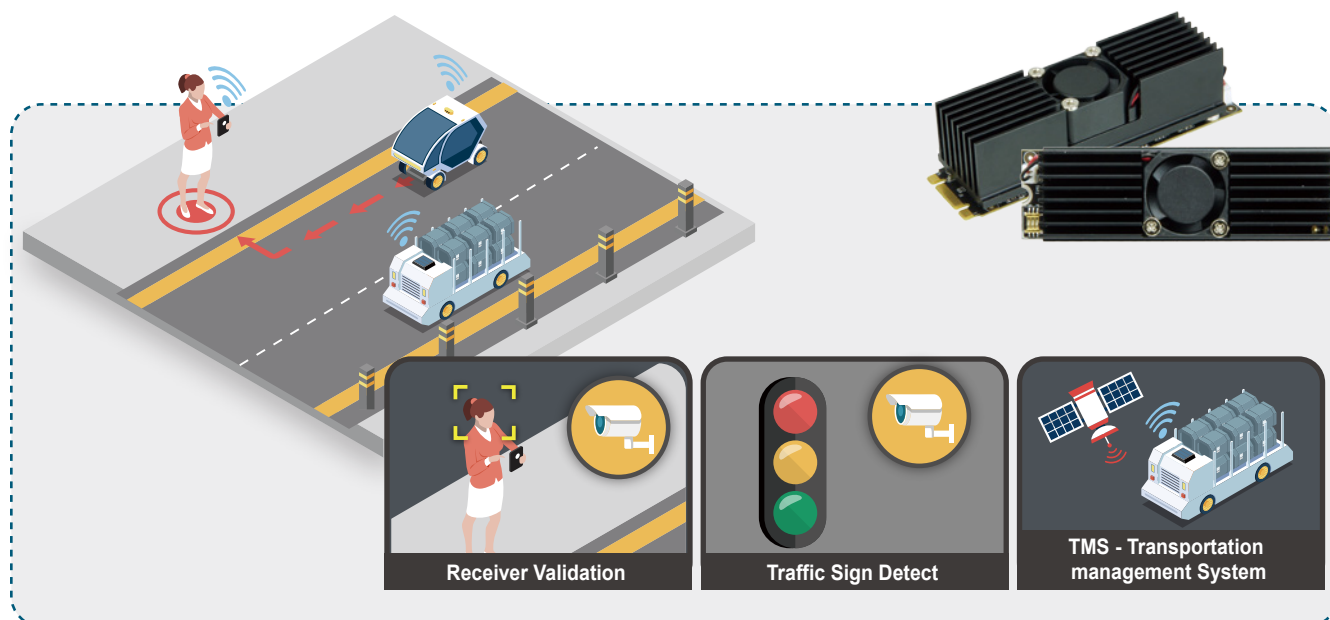 Receiver Validation
Traffic Sign Detect
TMS - Transportation
management System